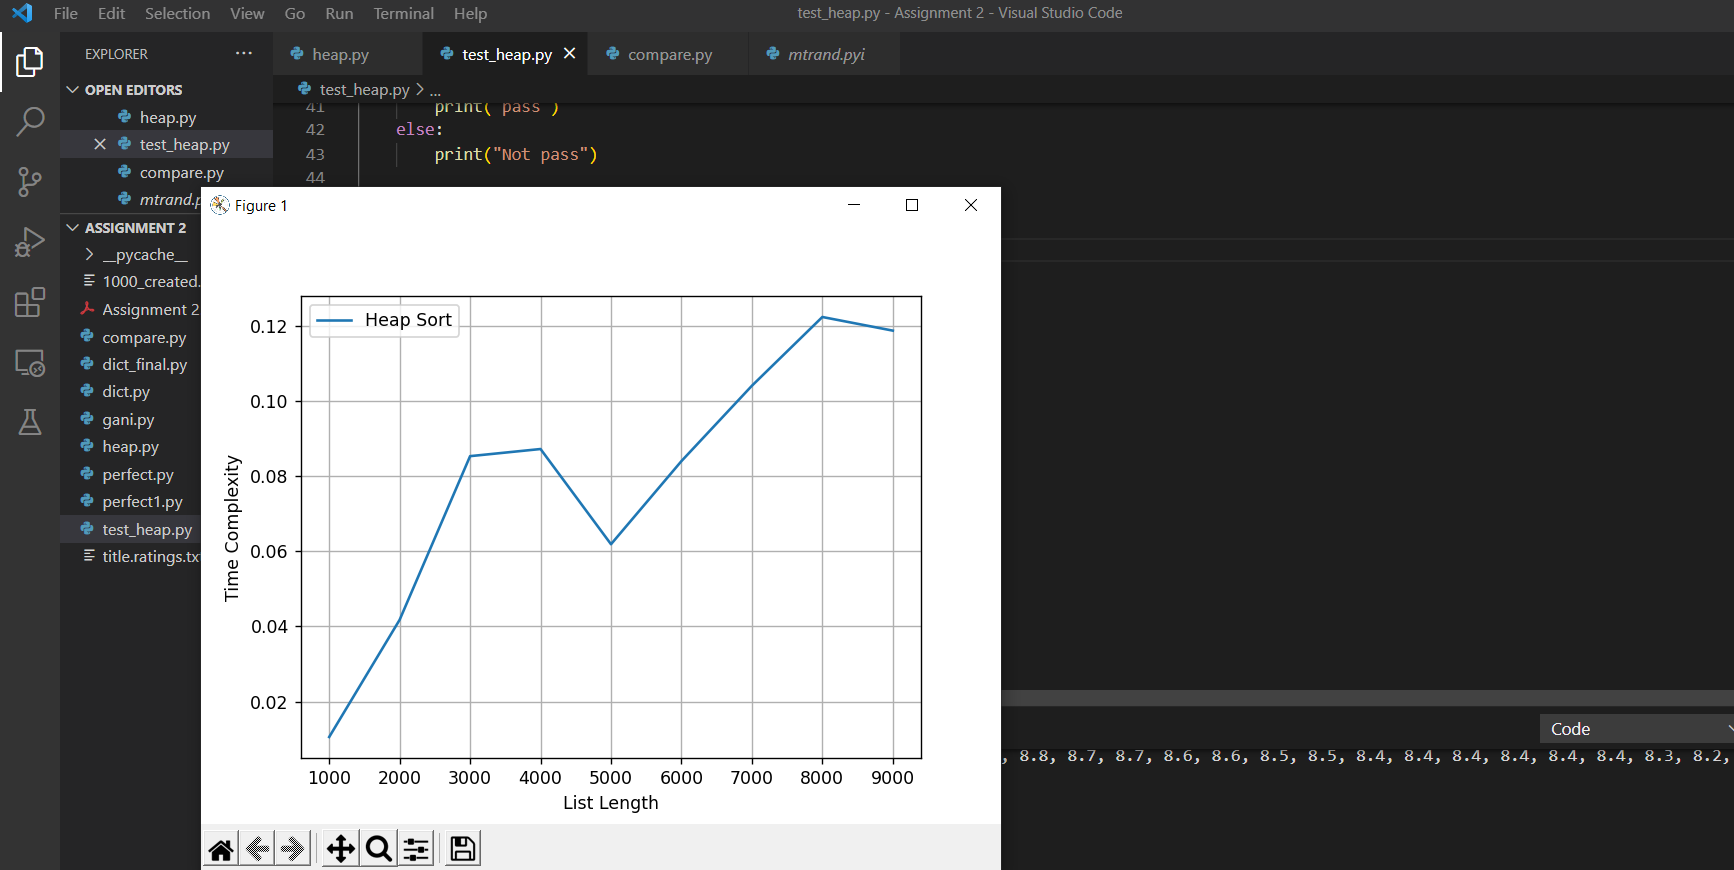 File Edit Selection View Go Run Terminal Help
test_heap.py - Assignment 2 - Visual Studio Code
EXPLORER ...
heap.py
test_heap.py
compare.py
mtrand.pyi
OPEN EDITORS
heap.py
test_heap.py
compare.py
mtrand.p
ASSIGNMENT 2
__pycache__
1000_created.
Assignment 2
compare.py
dict_final.py
dict.py
gani.py
heap.py
perfect.py
perfect1.py
test_heap.py
title.ratings.tx
test_heap.py > ...
41 print( pass )
42 else:
43 print("Not pass")
44
Figure 1
Heap Sort
0.12
0.10
0.08
0.06
0.04
0.02
Time Complexity
1000 2000 3000 4000 5000 6000 7000 8000 9000
List Length
Code
, 8.8, 8.7, 8.7, 8.6, 8.6, 8.5, 8.5, 8.4, 8.4, 8.4, 8.4, 8.4, 8.4, 8.3, 8.2,